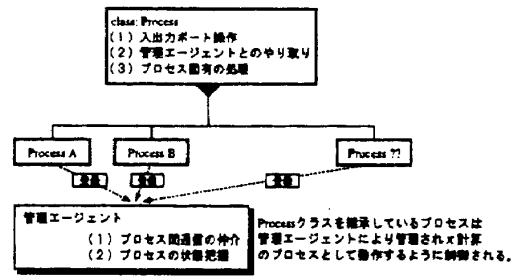 class: Process
(1) 入出力ポート操作
(2) 管理エージェントとのやり取り
(3) プロセス固有の処理
Process A
Process B
Process ??
管理エージェント
(1) プロセス間通信の仲介
(2) プロセスの状態把握
Processクラスを継承しているプロセスは
管理エージェントにより管理されπ計算
のプロセスとして動作するように制御される。